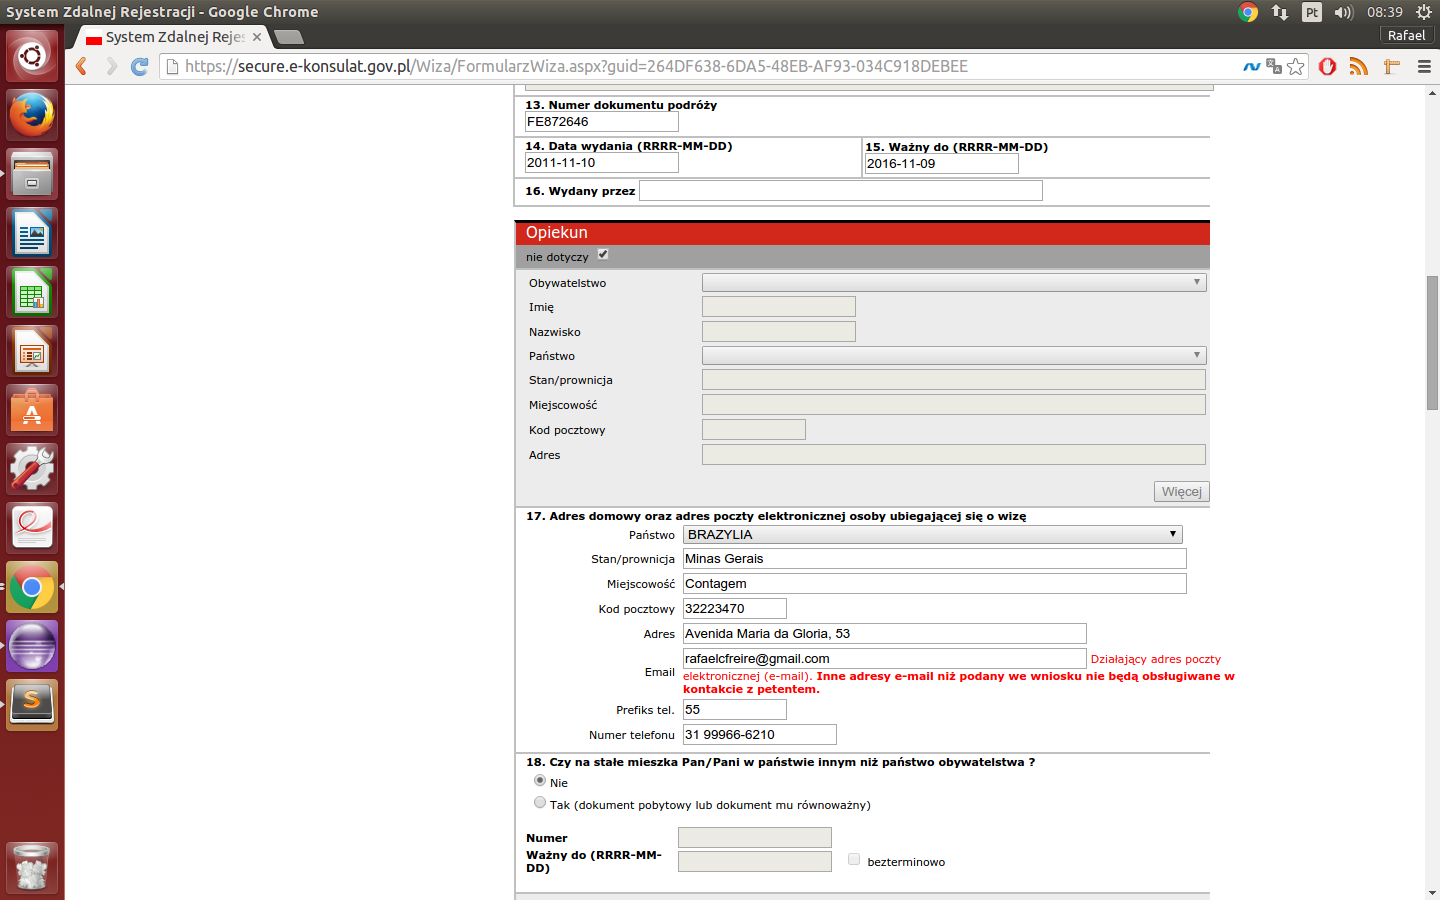 System Zdalnej Rejestracji - Google Chrome
Pt 08:39
System Zdalnej Reje
Rafael
https://secure.e-konsulat.gov.pl/Wiza/FormularzWiza.aspx?guid=264DF638-6DA5-48EB-AF93-034C918DEBEE
13. Numer dokumentu podróży
FE872646
14. Data wydania (RRRR-MM-DD)
2011-11-10
15. Ważny do (RRRR-MM-DD)
2016-11-09
16. Wydany przez
Opiekun
nie dotyczy
Obywatelstwo
Imię
Nazwisko
Państwo
Stan/prownicja
Miejscowość
Kod pocztowy
Adres
Więcej
17. Adres domowy oraz adres poczty elektronicznej osoby ubiegającej się o wizę
Państwo BRAZYLIA
Stan/prownicja Minas Gerais
Miejscowość Contagem
Kod pocztowy 32223470
Adres Avenida Maria da Gloria, 53
Email rafaelcfreire@gmail.com Działający adres poczty
elektronicznej (e-mail). Inne adresy e-mail niż podany we wniosku nie będą obsługiwane w
kontakcie z petentem.
Prefiks tel. 55
Numer telefonu 31 99966-6210
18. Czy na stałe mieszka Pan/Pani w państwie innym niż państwo obywatelstwa ?
Nie
Tak (dokument pobytowy lub dokument mu równoważny)
Numer
Ważny do (RRRR-MM-
DD)
bezterminowo